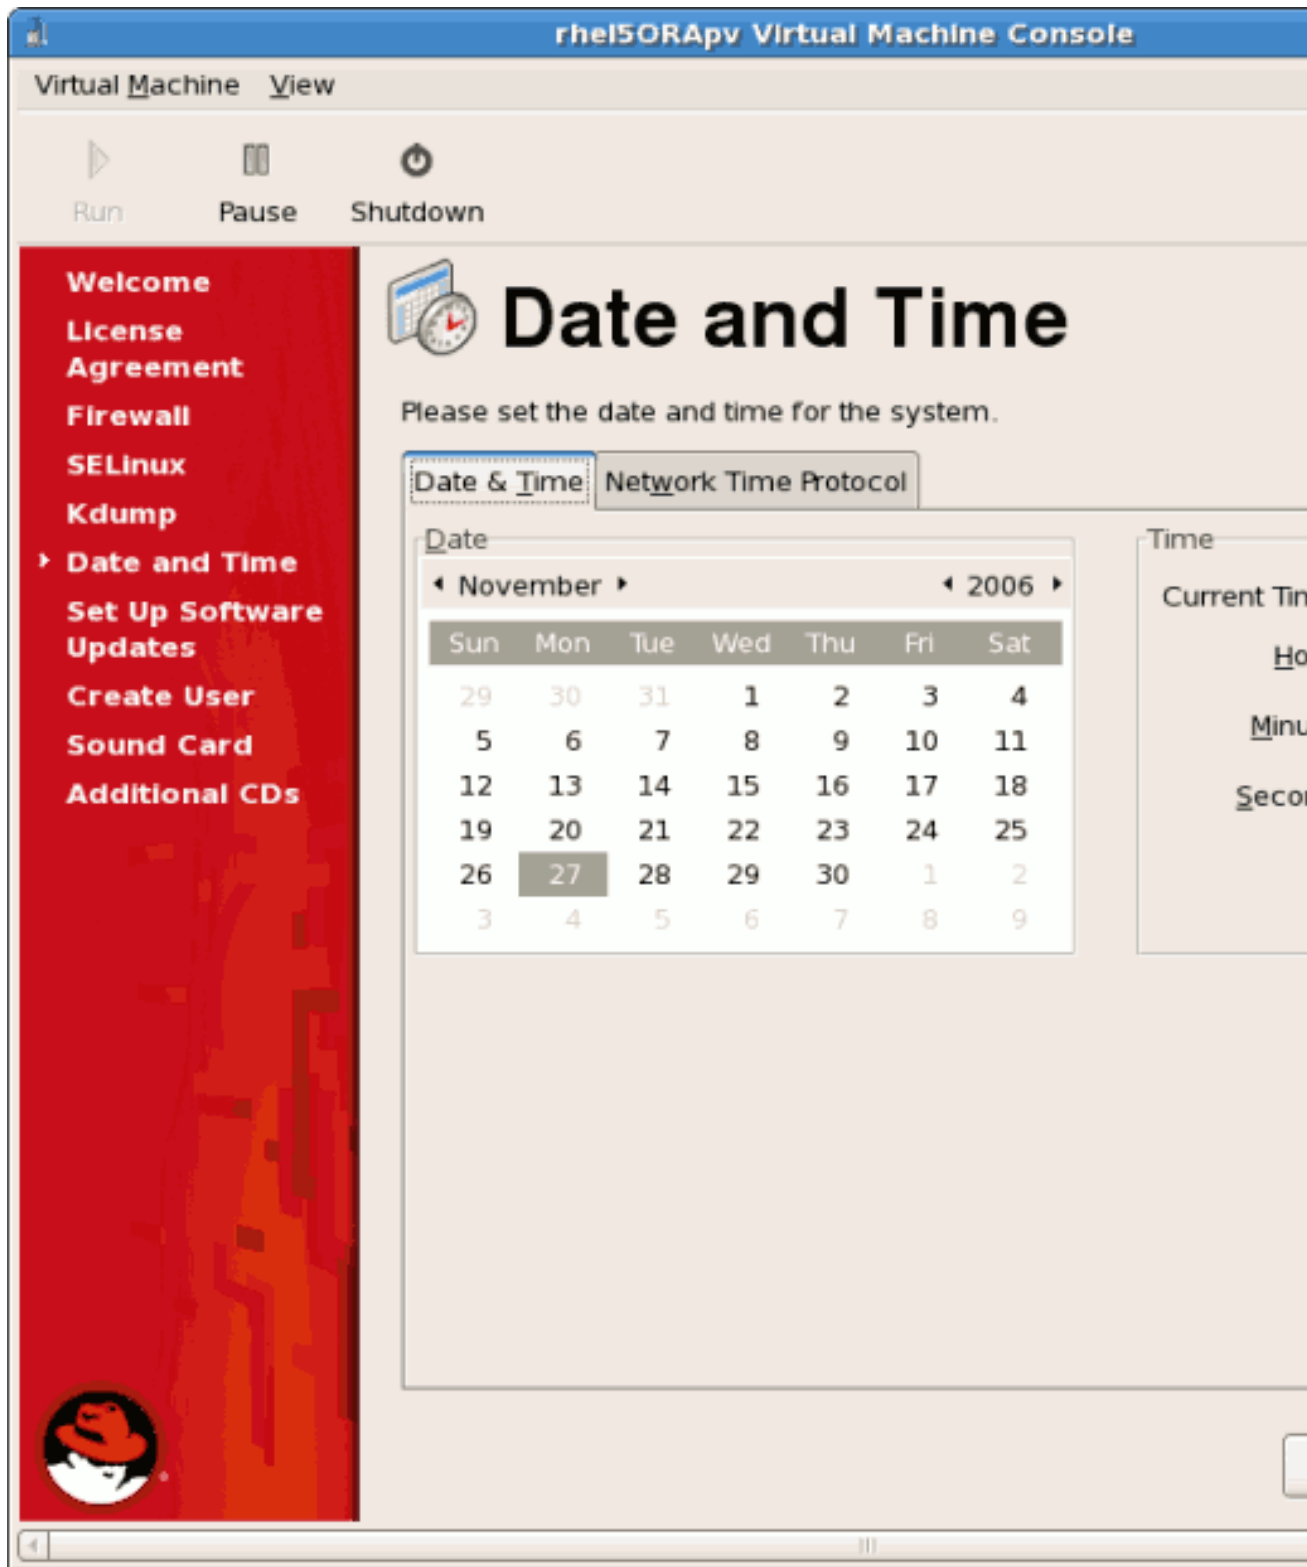 rhel5ORApv Virtual Machine Console
Virtual Machine View
Run Pause Shutdown
Welcome
License
Agreement
Firewall
SELinux
Kdump
Date and Time
Set Up Software
Updates
Create User
Sound Card
Additional CDs
Date and Time
Please set the date and time for the system.
Date & Time Network Time Protocol
Date
November 2006
Sun Mon Tue Wed Thu Fri Sat
29 30 31 1 2 3 4
5 6 7 8 9 10 11
12 13 14 15 16 17 18
19 20 21 22 23 24 25
26 27 28 29 30 1 2
3 4 5 6 7 8 9
Time
Current Tim
Ho
Minu
Secon